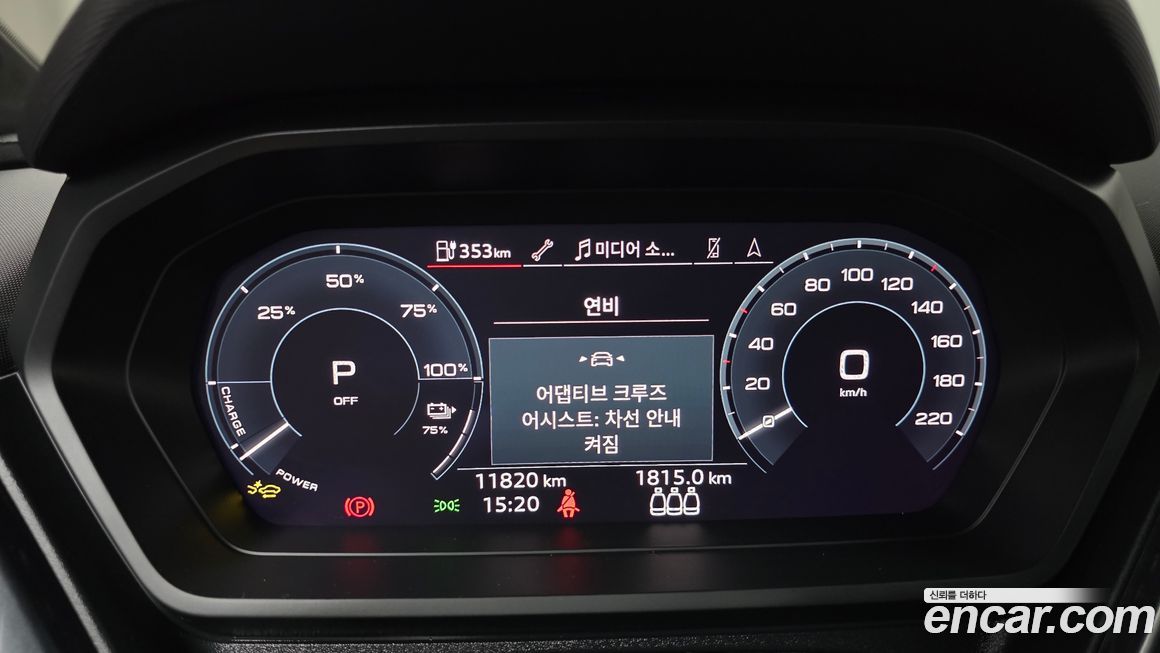 353 km
미디어 소...
연비
25%
50%
75%
100%
P
OFF
CHARGE
POWER
75%
어댑티브 크루즈
어시스트: 차선 안내
켜짐
0
20
40
60
80
100
120
140
160
180
220
0
km/h
11820 km
1815.0 km
15:20
P
신뢰를 더하다
encar.com